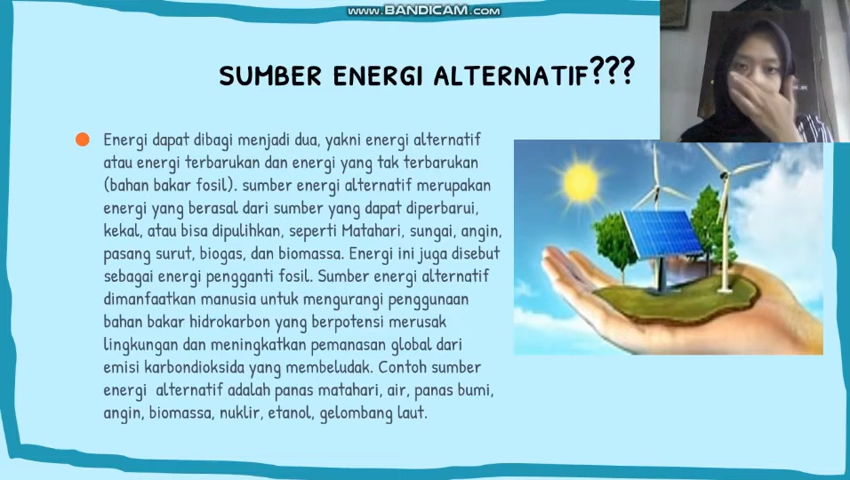 www.BANDICAM.com
SUMBER ENERGI ALTERNATIF???
Energi dapat dibagi menjadi dua, yakni energi alternatif
atau energi terbarukan dan energi yang tak terbarukan
(bahan bakar fosil). sumber energi alternatif merupakan
energi yang berasal dari sumber yang dapat diperbarui,
kekal, atau bisa dipulihkan, seperti Matahari, sungai, angin,
pasang surut, biogas, dan biomassa. Energi ini juga disebut
sebagai energi pengganti fosil. Sumber energi alternatif
dimanfaatkan manusia untuk mengurangi penggunaan
bahan bakar hidrokarbon yang berpotensi merusak
lingkungan dan meningkatkan pemanasan global dari
emisi karbondioksida yang membeludak. Contoh sumber
energi alternatif adalah panas matahari, air, panas bumi,
angin, biomassa, nuklir, etanol, gelombang laut.